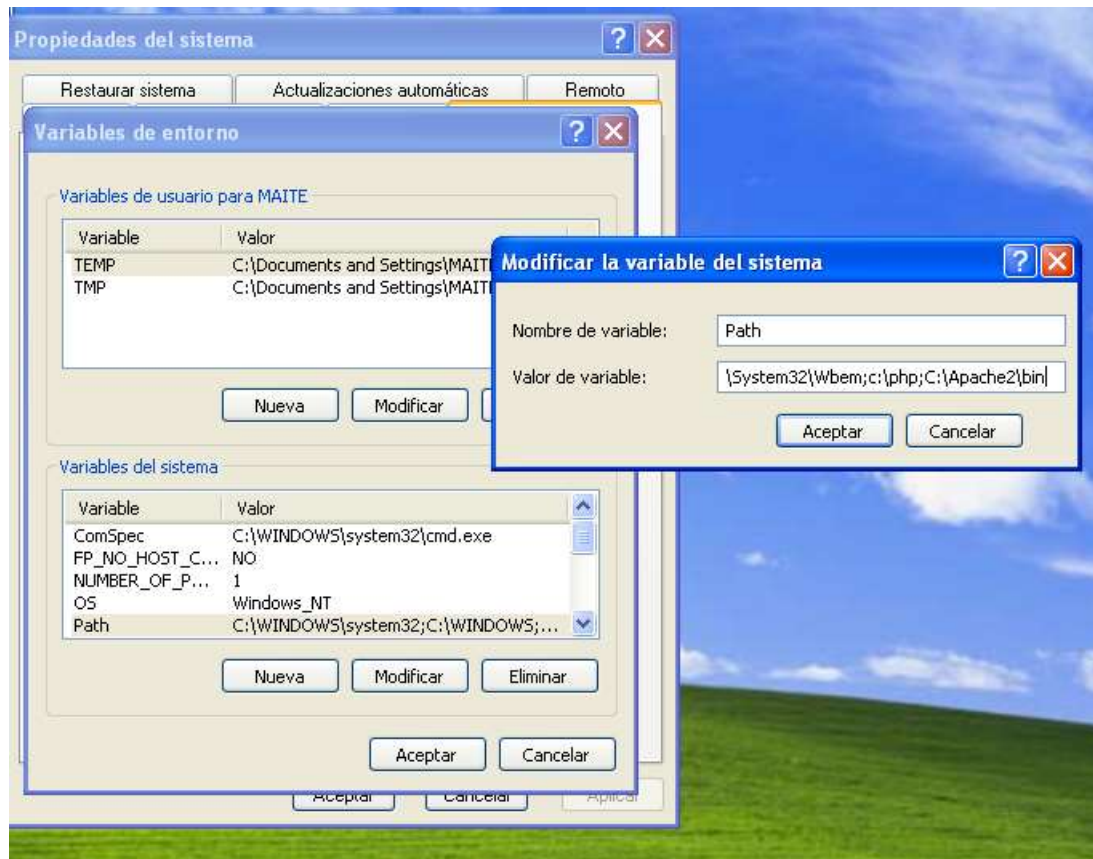 Propiedades del sistema
Restaurar sistema Actualizaciones automáticas Remoto
Variables de entorno
Variables de usuario para MAITE
Variable Valor
TEMP C:\Documents and Settings\MAITE
TMP C:\Documents and Settings\MAITE
Nueva Modificar
Variables del sistema
Variable Valor
ComSpec C:\WINDOWS\system32\cmd.exe
FP_NO_HOST_C... NO
NUMBER_OF_P... 1
OS Windows_NT
Path C:\WINDOWS\system32;C:\WINDOWS;...
Nueva Modificar Eliminar
Aceptar Cancelar
Aceptar Cancelar Aplicar
Modificar la variable del sistema
Nombre de variable: Path
Valor de variable: \System32\Wbem;c:\php;C:\Apache2\bin
Aceptar Cancelar